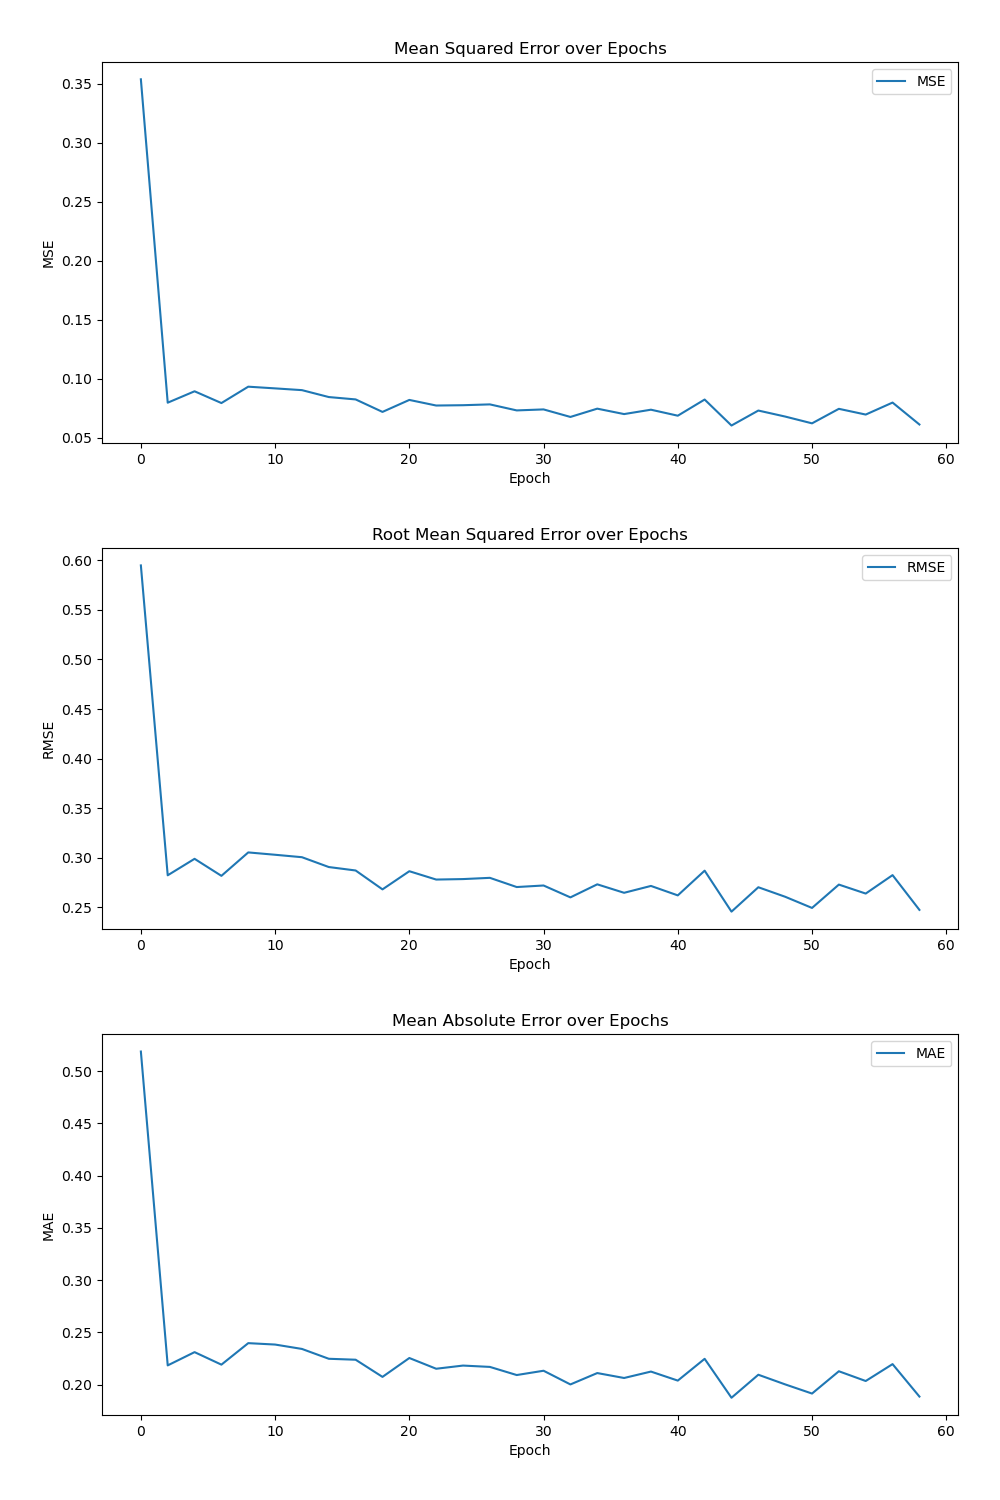 Mean Squared Error over Epochs
MSE
0.35
0.30
0.25
0.20
0.15
0.10
0.05
MSE
0 10 20 30 40 50 60
Epoch
Root Mean Squared Error over Epochs
RMSE
0.60
0.55
0.50
0.45
0.40
0.35
0.30
0.25
RMSE
0 10 20 30 40 50 60
Epoch
Mean Absolute Error over Epochs
MAE
0.50
0.45
0.40
0.35
0.30
0.25
0.20
MAE
0 10 20 30 40 50 60
Epoch